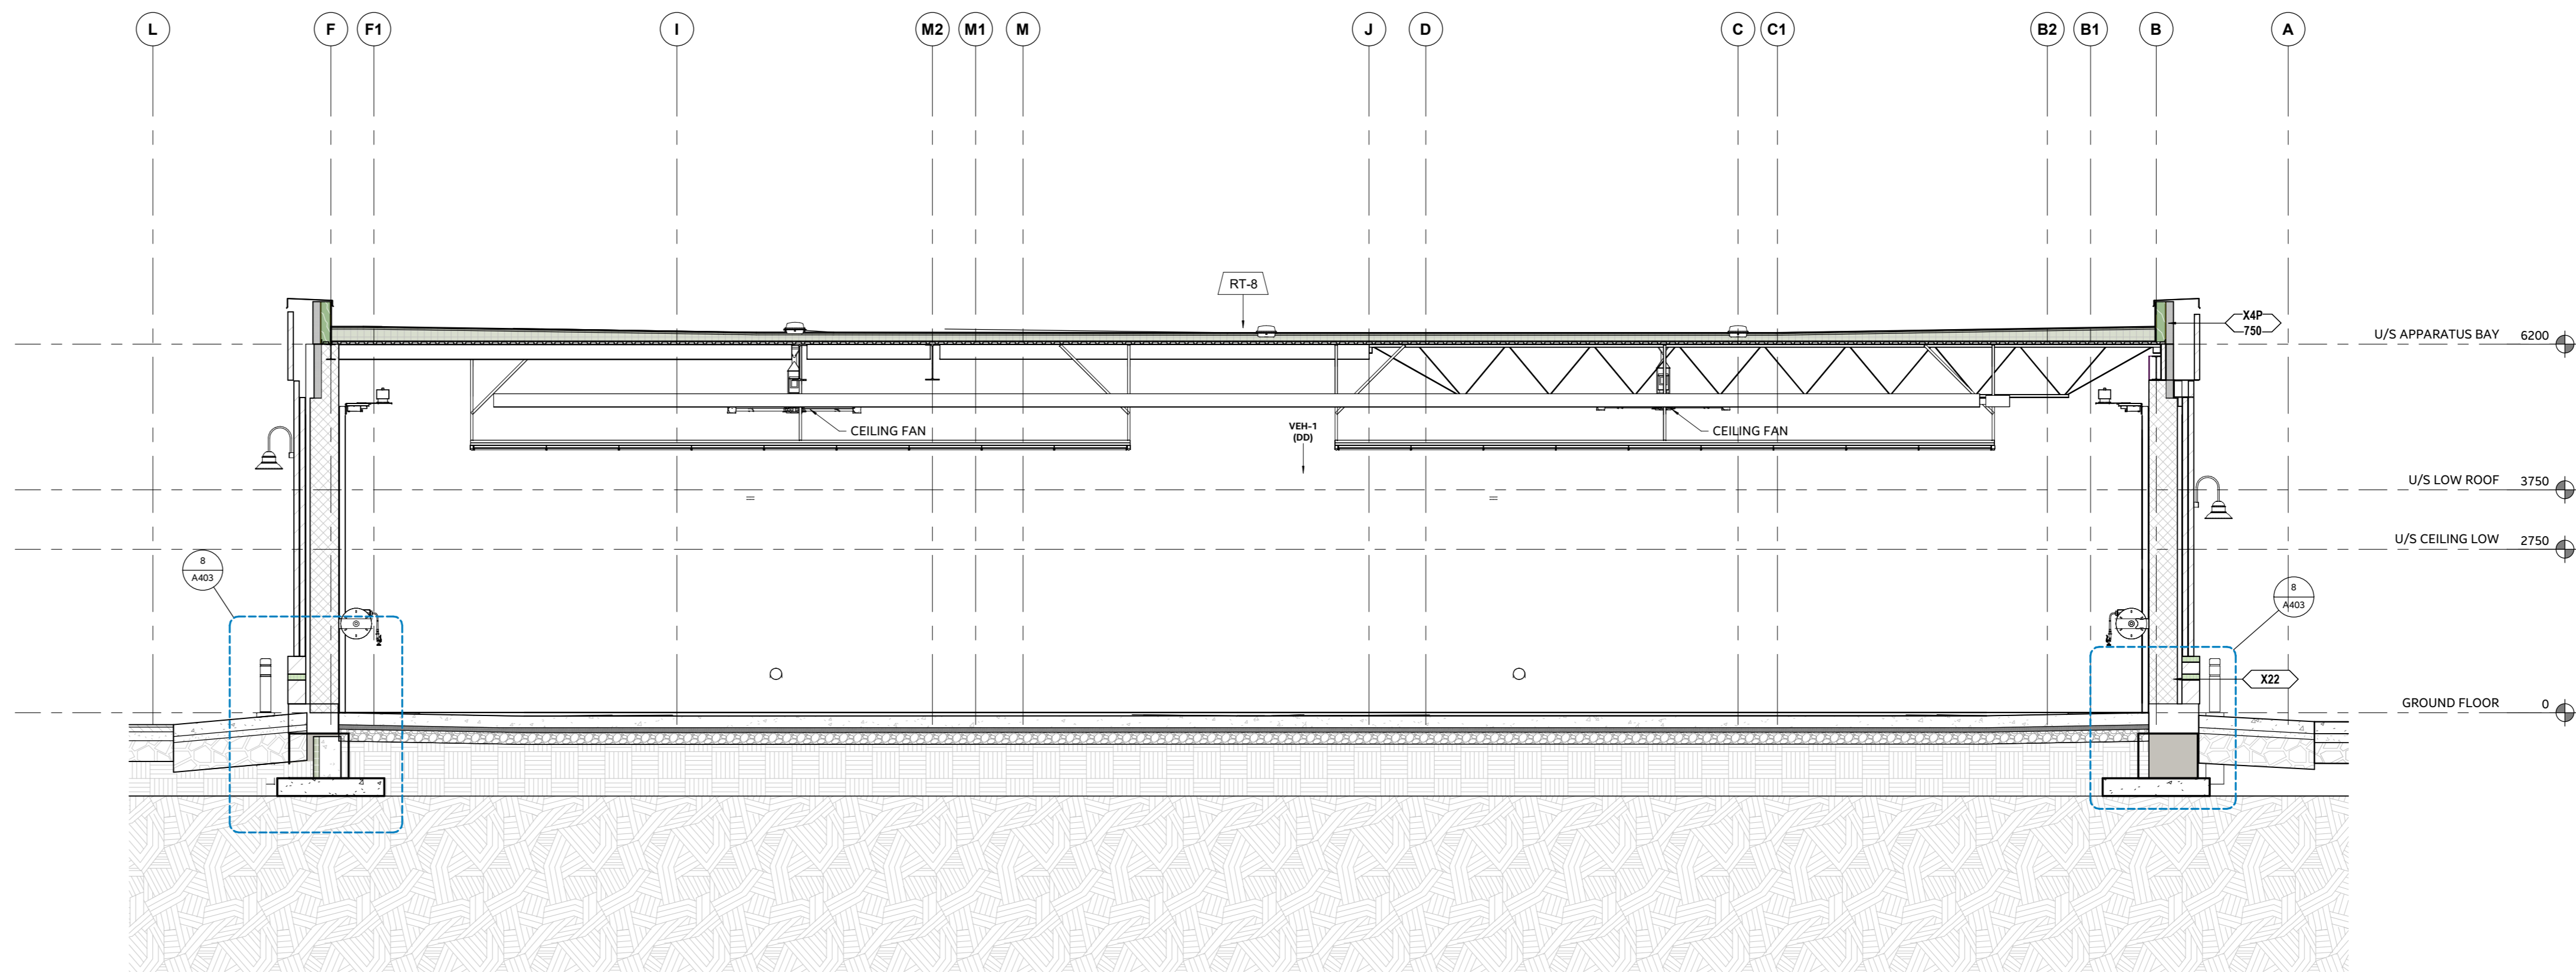 L
F
F1
I
M2
M1
M
J
D
C
C1
B2
B1
B
A
RT-8
X4P
750
U/S APPARATUS BAY 6200
CEILING FAN
CEILING FAN
VEH-1
(DD)
U/S LOW ROOF 3750
U/S CEILING LOW 2750
8
A403
8
A403
X22
GROUND FLOOR 0